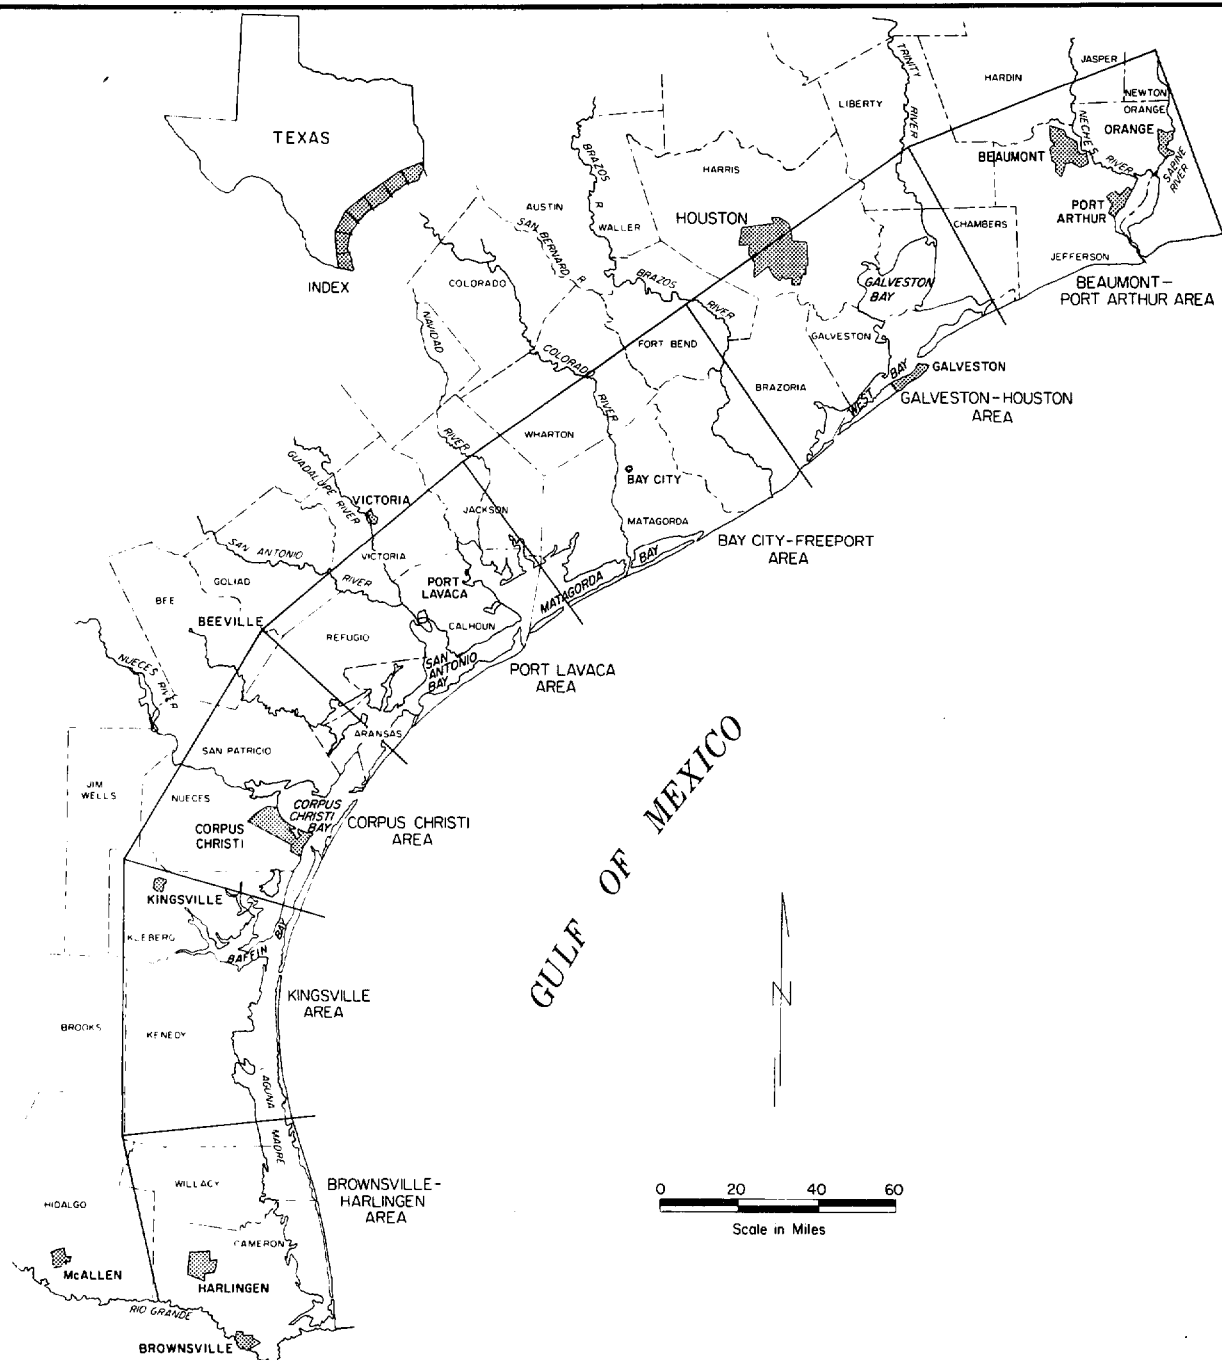 TEXAS
INDEX
TRINITY
RIVER
HARDIN
JASPER
NEWTON
ORANGE
ORANGE
LIBERTY
NECHES
RIVER
BEAUMONT
SABINE
RIVER
PORT
ARTHUR
HARRIS
HOUSTON
CHAMBERS
JEFFERSON
BEAUMONT-
PORT ARTHUR AREA
BRAZOS
R
AUSTIN
WALLER
SAN BERNARD
R
COLORADO
BRAZOS
RIVER
GALVESTON
BAY
NAVIDAD
RIVER
COLORADO
RIVER
FORT BEND
GALVESTON
GALVESTON
WEST
BAY
BRAZORIA
GALVESTON-HOUSTON
AREA
WHARTON
BAY CITY
GUADALUPE RIVER
VICTORIA
JACKSON
MATAGORDA
BAY CITY-FREEPORT
AREA
SAN ANTONIO
RIVER
VICTORIA
GOLIAD
BEE
PORT
LAVACA
MATAGORDA
BAY
BEEVILLE
REFUGIO
CALHOUN
SAN
ANTONIO
BAY
PORT LAVACA
AREA
NUECES
RIVER
ARANSAS
SAN PATRICIO
JIM
WELLS
NUECES
CORPUS
CHRISTI
BAY
CORPUS
CHRISTI
CORPUS CHRISTI
AREA
GULF OF MEXICO
KINGSVILLE
KLEBERG
BAFFIN
BAY
KINGSVILLE
AREA
N
BROOKS
KENEDY
LAGUNA
MADRE
WILLACY
BROWNSVILLE-
HARLINGEN
AREA
HIDALGO
0 20 40 60
Scale in Miles
CAMERON
McALLEN
HARLINGEN
RIO GRANDE
BROWNSVILLE